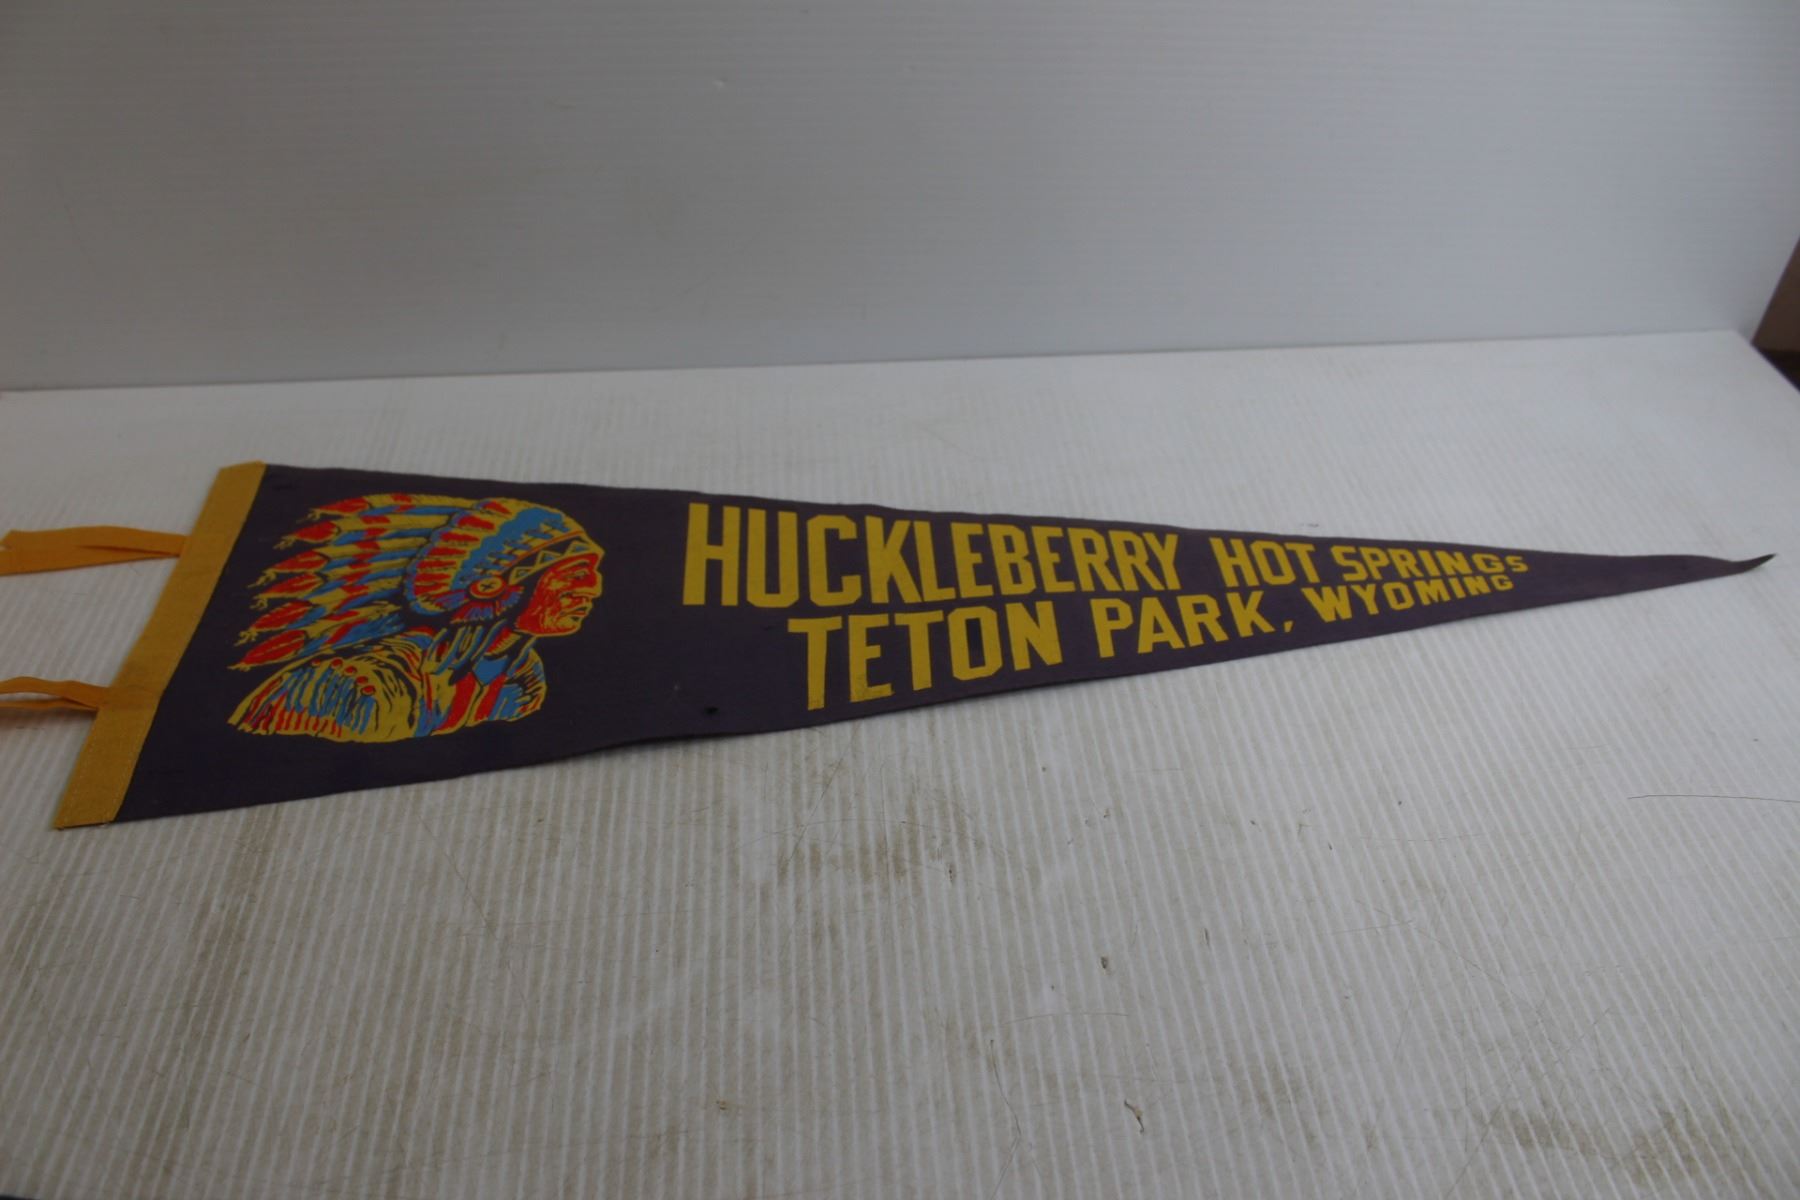 HUCKLEBERRY HOT SPRINGS
TETON PARK, WYOMING